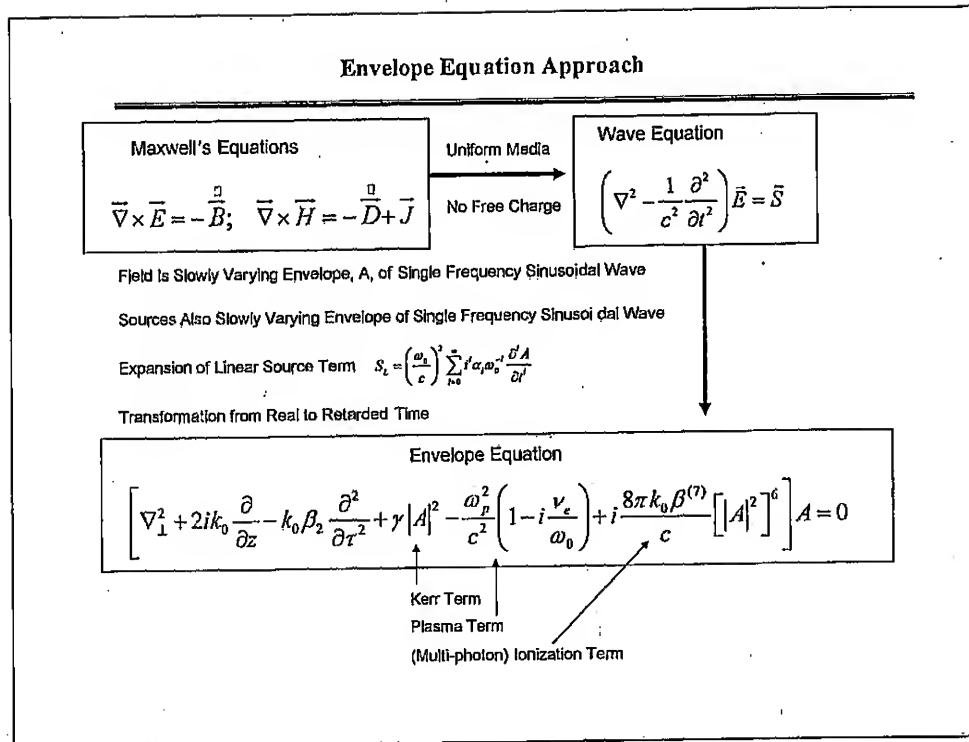 Envelope Equation Approach
Maxwell's Equations
∇⃗ × E⃗ = −B⃗; ∇⃗ × H⃗ = −D⃗ + J⃗
Uniform Media
No Free Charge
Wave Equation
(∇² − 1/c² ∂²/∂t²) E⃗ = S⃗
Field is Slowly Varying Envelope, A, of Single Frequency Sinusoidal Wave
Sources Also Slowly Varying Envelope of Single Frequency Sinusoi dal Wave
Expansion of Linear Source Term S_L = (ω₀/c)² ∑_{l=0}^{∞} i^l α_l ω₀^{-l} ∂^l A/∂t^l
Transformation from Real to Retarded Time
Envelope Equation
[∇⊥² + 2ik₀ ∂/∂z − k₀β₂ ∂²/∂τ² + γ|A|² − ω_p²/c² (1 − i ν_e/ω₀) + i 8πk₀β^(7)/c [|A|²]^6] A = 0
Kerr Term
Plasma Term
(Multi-photon) Ionization Term